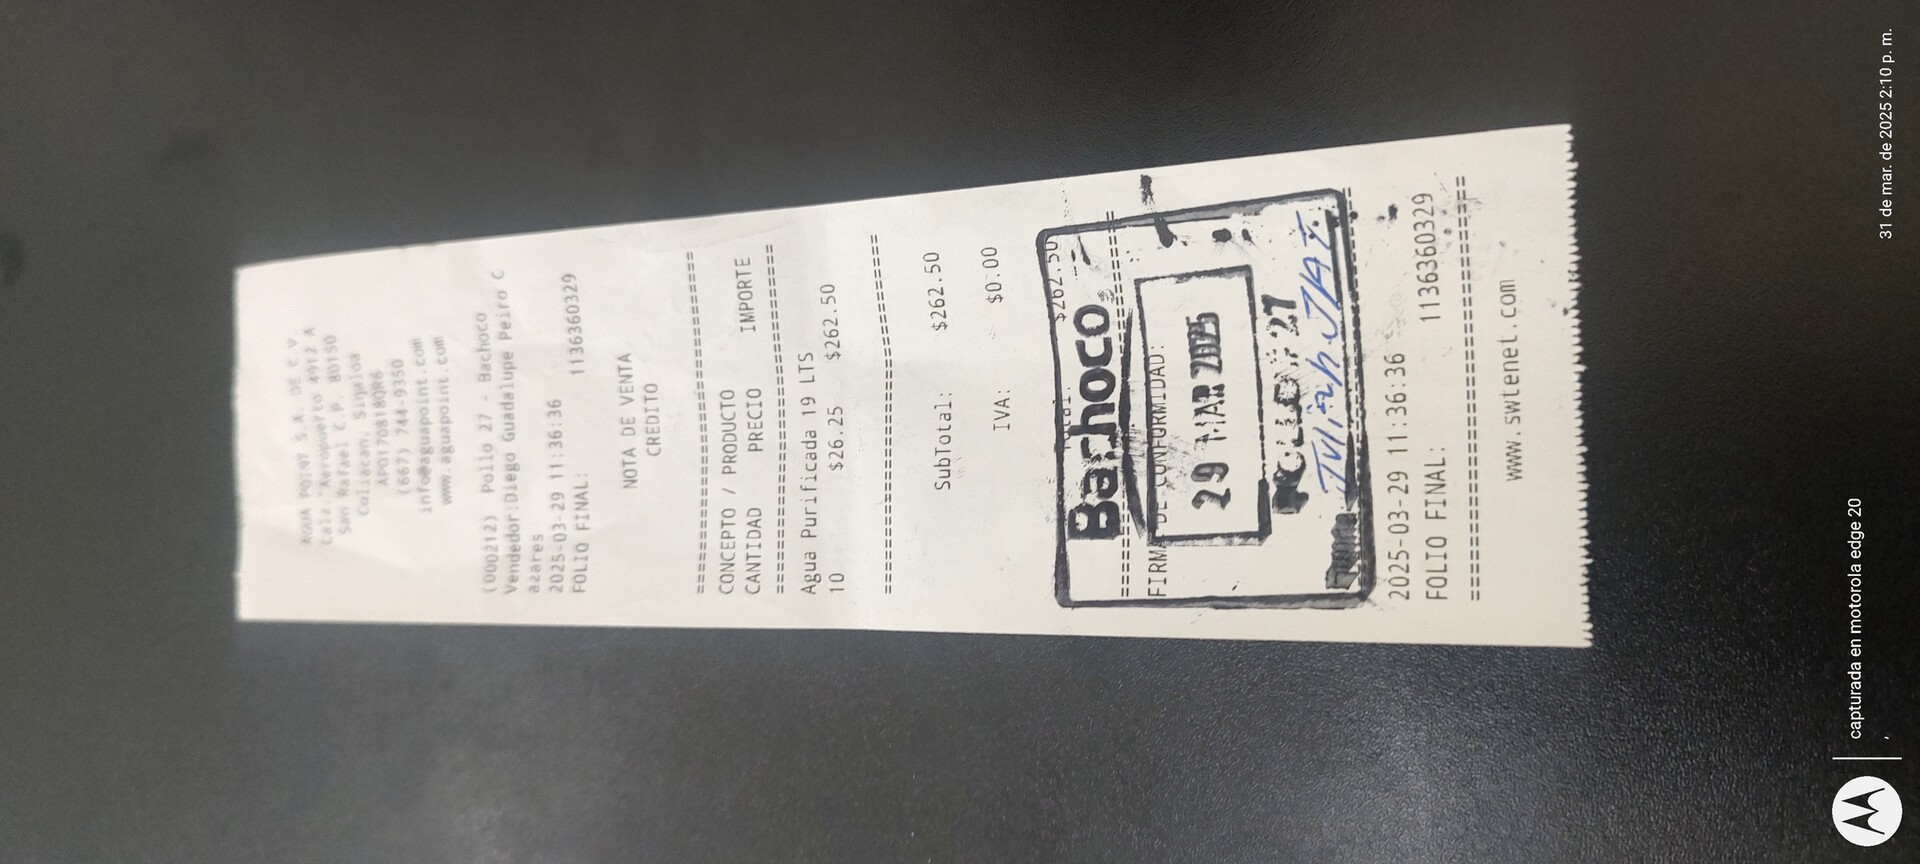 AGUA POINT S.A. DE C.V.
Calz. Aeropuerto 4912 A
San Rafael C.P. 80150
Culiacan, Sinaloa
APO170818QR6
(667) 744-9350
info@aguapoint.com
www.aguapoint.com
(000212) Pollo 27 - Bachoco
Vendedor:Diego Guadalupe Peiro C
azares
2025-03-29 11:36:36
FOLIO FINAL: 1136360329
NOTA DE VENTA
CREDITO
================================
CONCEPTO / PRODUCTO
CANTIDAD PRECIO IMPORTE
================================
Agua Purificada 19 LTS
10 $26.25 $262.50
================================
SubTotal: $262.50
IVA: $0.00
Total: $262.50
Bachoco
================================
FIRMA DE CONFORMIDAD:
29 MAR 2025
POLLO 27
Firma
2025-03-29 11:36:36
FOLIO FINAL: 1136360329
================================
www.swtenet.com
capturada en motorola edge 20
31 de mar. de 2025 2:10 p. m.